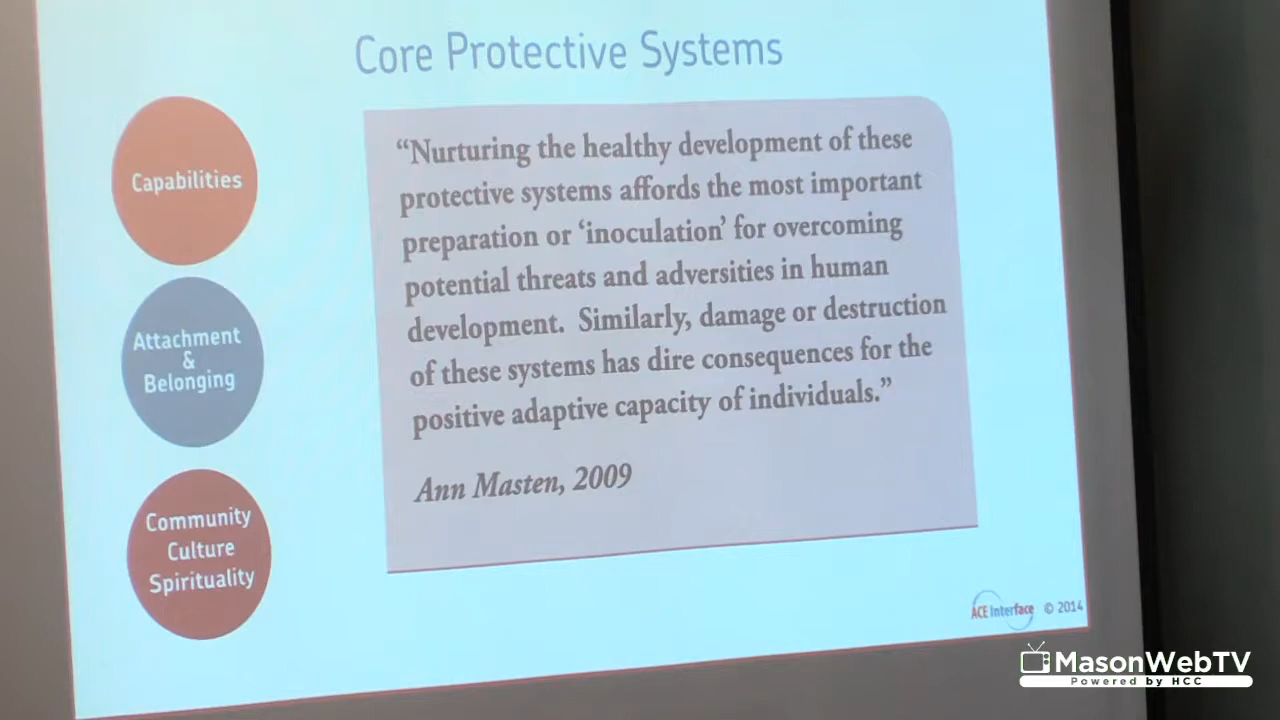 Core Protective Systems
Capabilities
Attachment
&
Belonging
Community
Culture
Spirituality
“Nurturing the healthy development of these
protective systems affords the most important
preparation or ‘inoculation’ for overcoming
potential threats and adversities in human
development.  Similarly, damage or destruction
of these systems has dire consequences for the
positive adaptive capacity of individuals.”
Ann Masten, 2009
ACE Interface © 2014
MasonWebTV
Powered by HCC